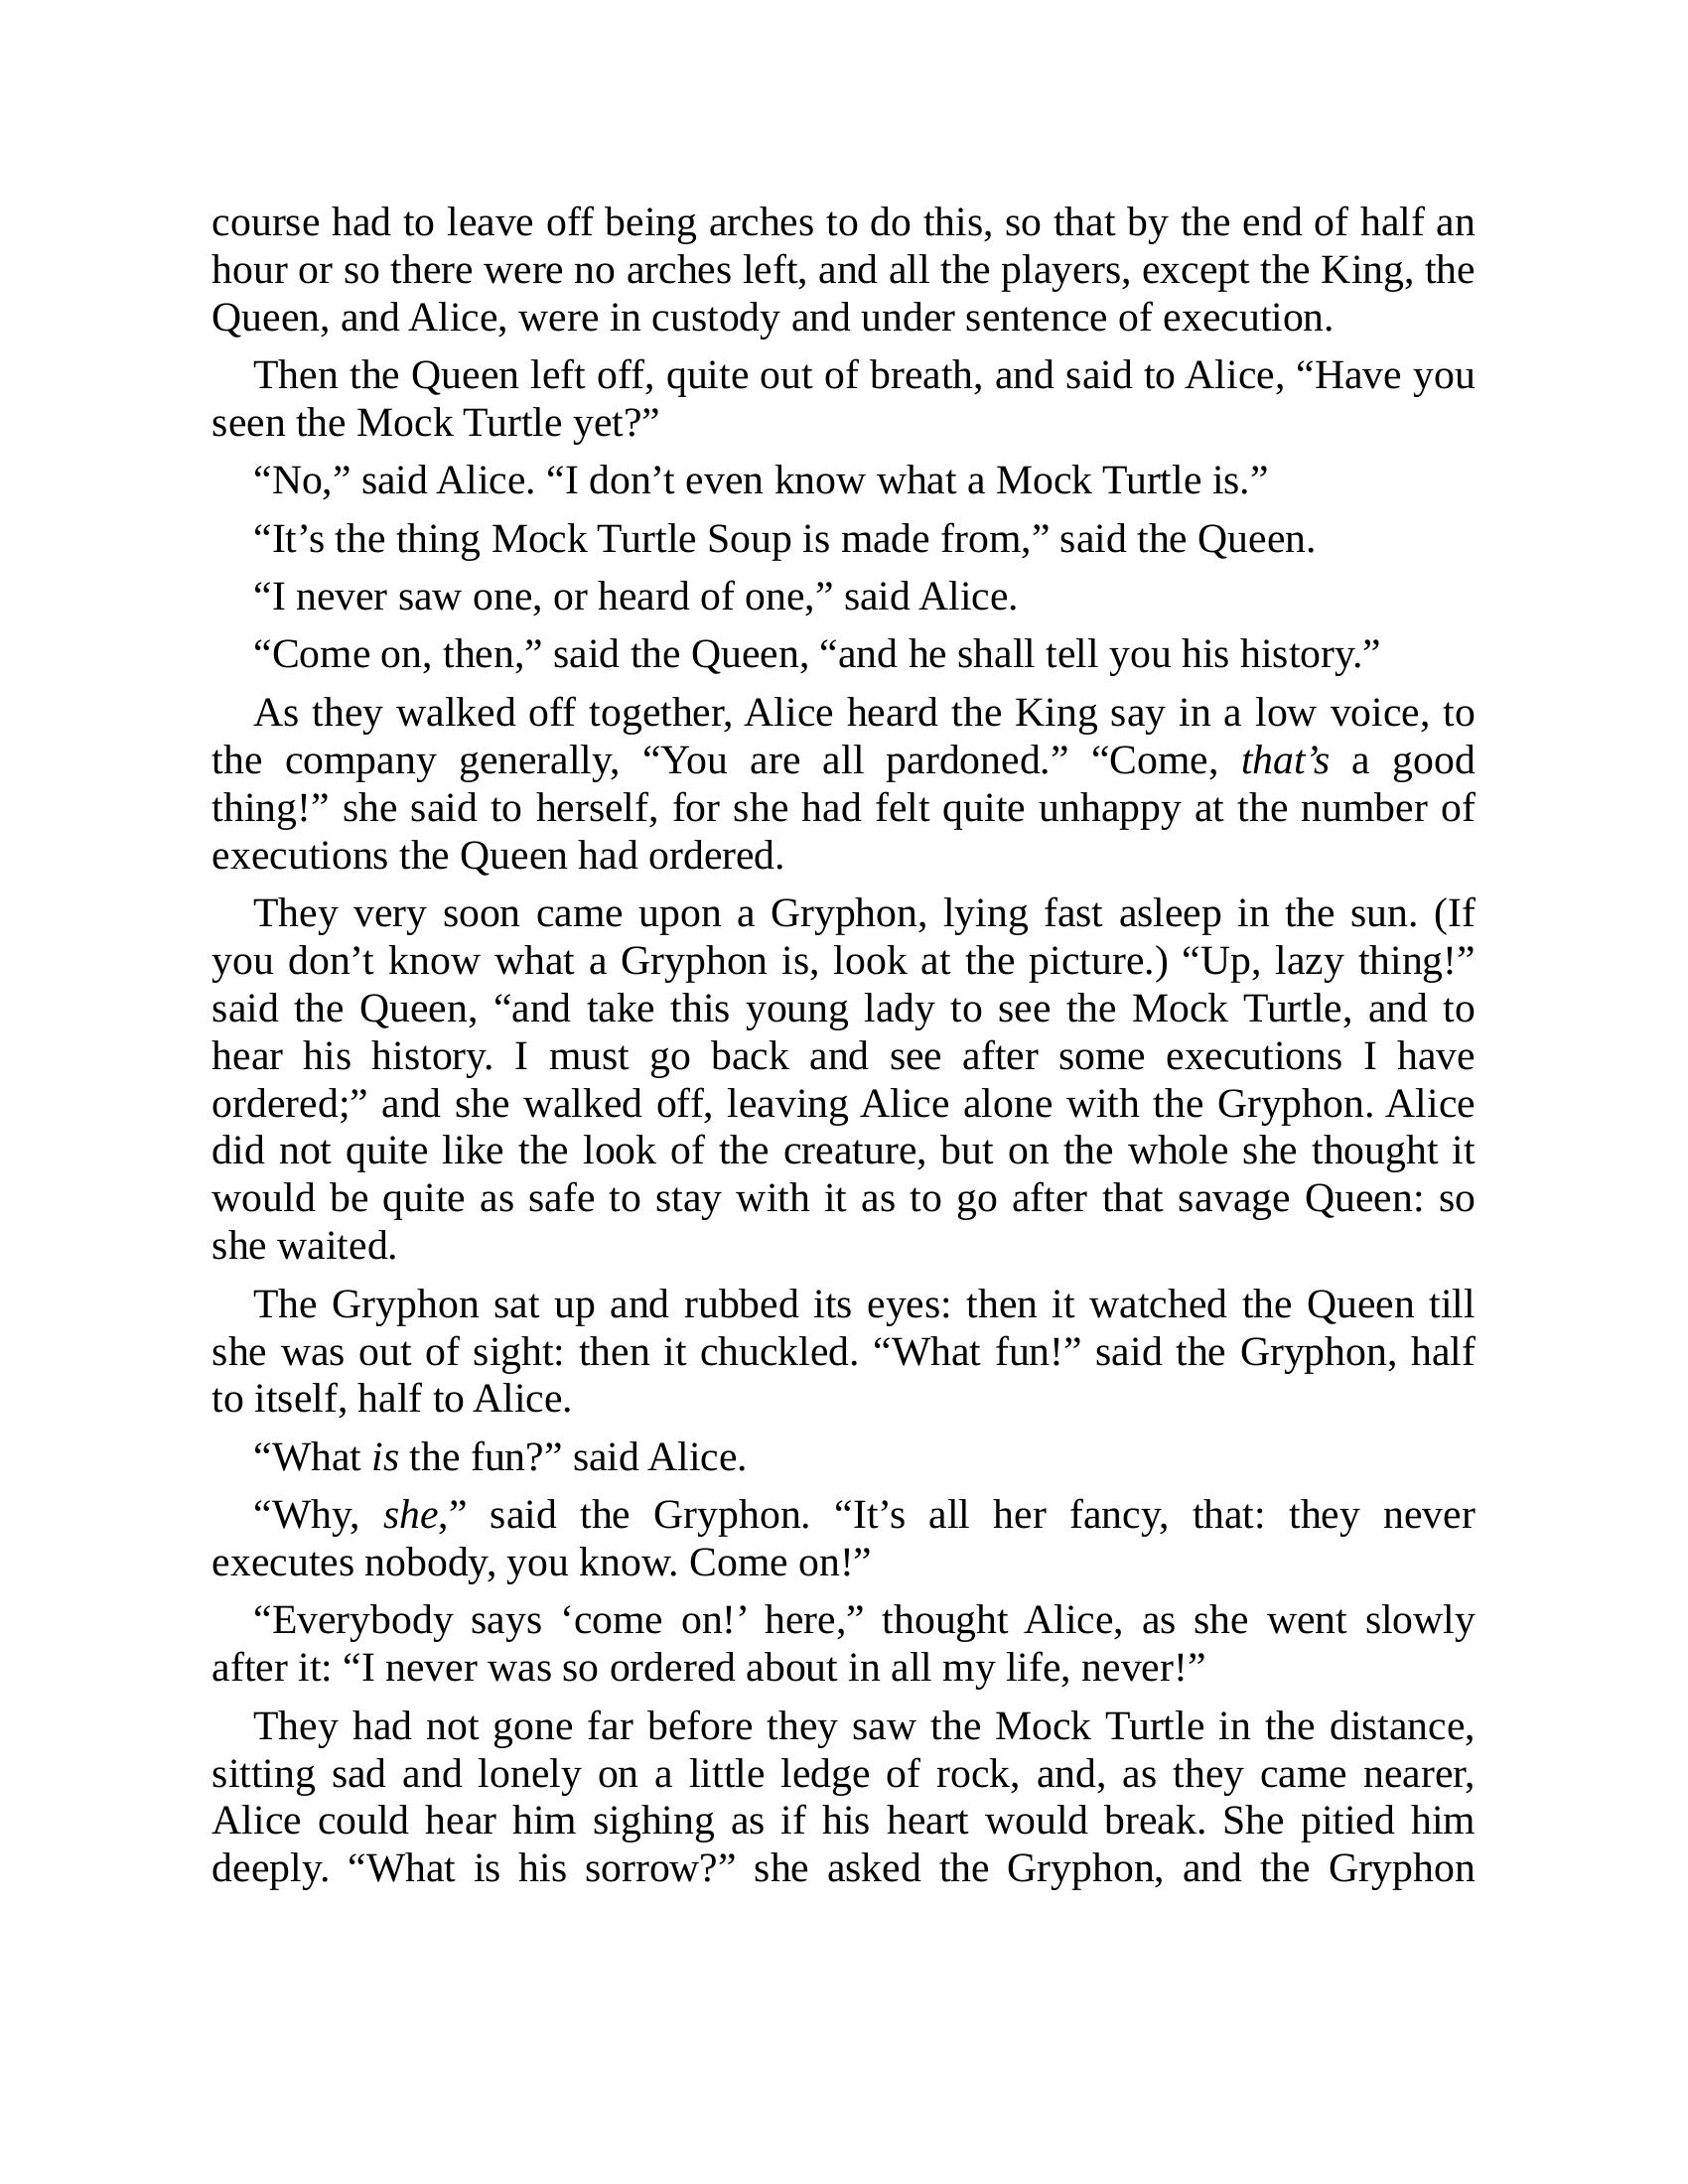 course had to leave off being arches to do this, so that by the end of half an
hour or so there were no arches left, and all the players, except the King, the
Queen, and Alice, were in custody and under sentence of execution.
Then the Queen left off, quite out of breath, and said to Alice, “Have you
seen the Mock Turtle yet?”
“No,” said Alice. “I don’t even know what a Mock Turtle is.”
“It’s the thing Mock Turtle Soup is made from,” said the Queen.
“I never saw one, or heard of one,” said Alice.
“Come on, then,” said the Queen, “and he shall tell you his history.”
As they walked off together, Alice heard the King say in a low voice, to
the company generally, “You are all pardoned.” “Come, that’s a good
thing!” she said to herself, for she had felt quite unhappy at the number of
executions the Queen had ordered.
They very soon came upon a Gryphon, lying fast asleep in the sun. (If
you don’t know what a Gryphon is, look at the picture.) “Up, lazy thing!”
said the Queen, “and take this young lady to see the Mock Turtle, and to
hear his history. I must go back and see after some executions I have
ordered;” and she walked off, leaving Alice alone with the Gryphon. Alice
did not quite like the look of the creature, but on the whole she thought it
would be quite as safe to stay with it as to go after that savage Queen: so
she waited.
The Gryphon sat up and rubbed its eyes: then it watched the Queen till
she was out of sight: then it chuckled. “What fun!” said the Gryphon, half
to itself, half to Alice.
“What is the fun?” said Alice.
“Why, she,” said the Gryphon. “It’s all her fancy, that: they never
executes nobody, you know. Come on!”
“Everybody says ‘come on!’ here,” thought Alice, as she went slowly
after it: “I never was so ordered about in all my life, never!”
They had not gone far before they saw the Mock Turtle in the distance,
sitting sad and lonely on a little ledge of rock, and, as they came nearer,
Alice could hear him sighing as if his heart would break. She pitied him
deeply. “What is his sorrow?” she asked the Gryphon, and the Gryphon